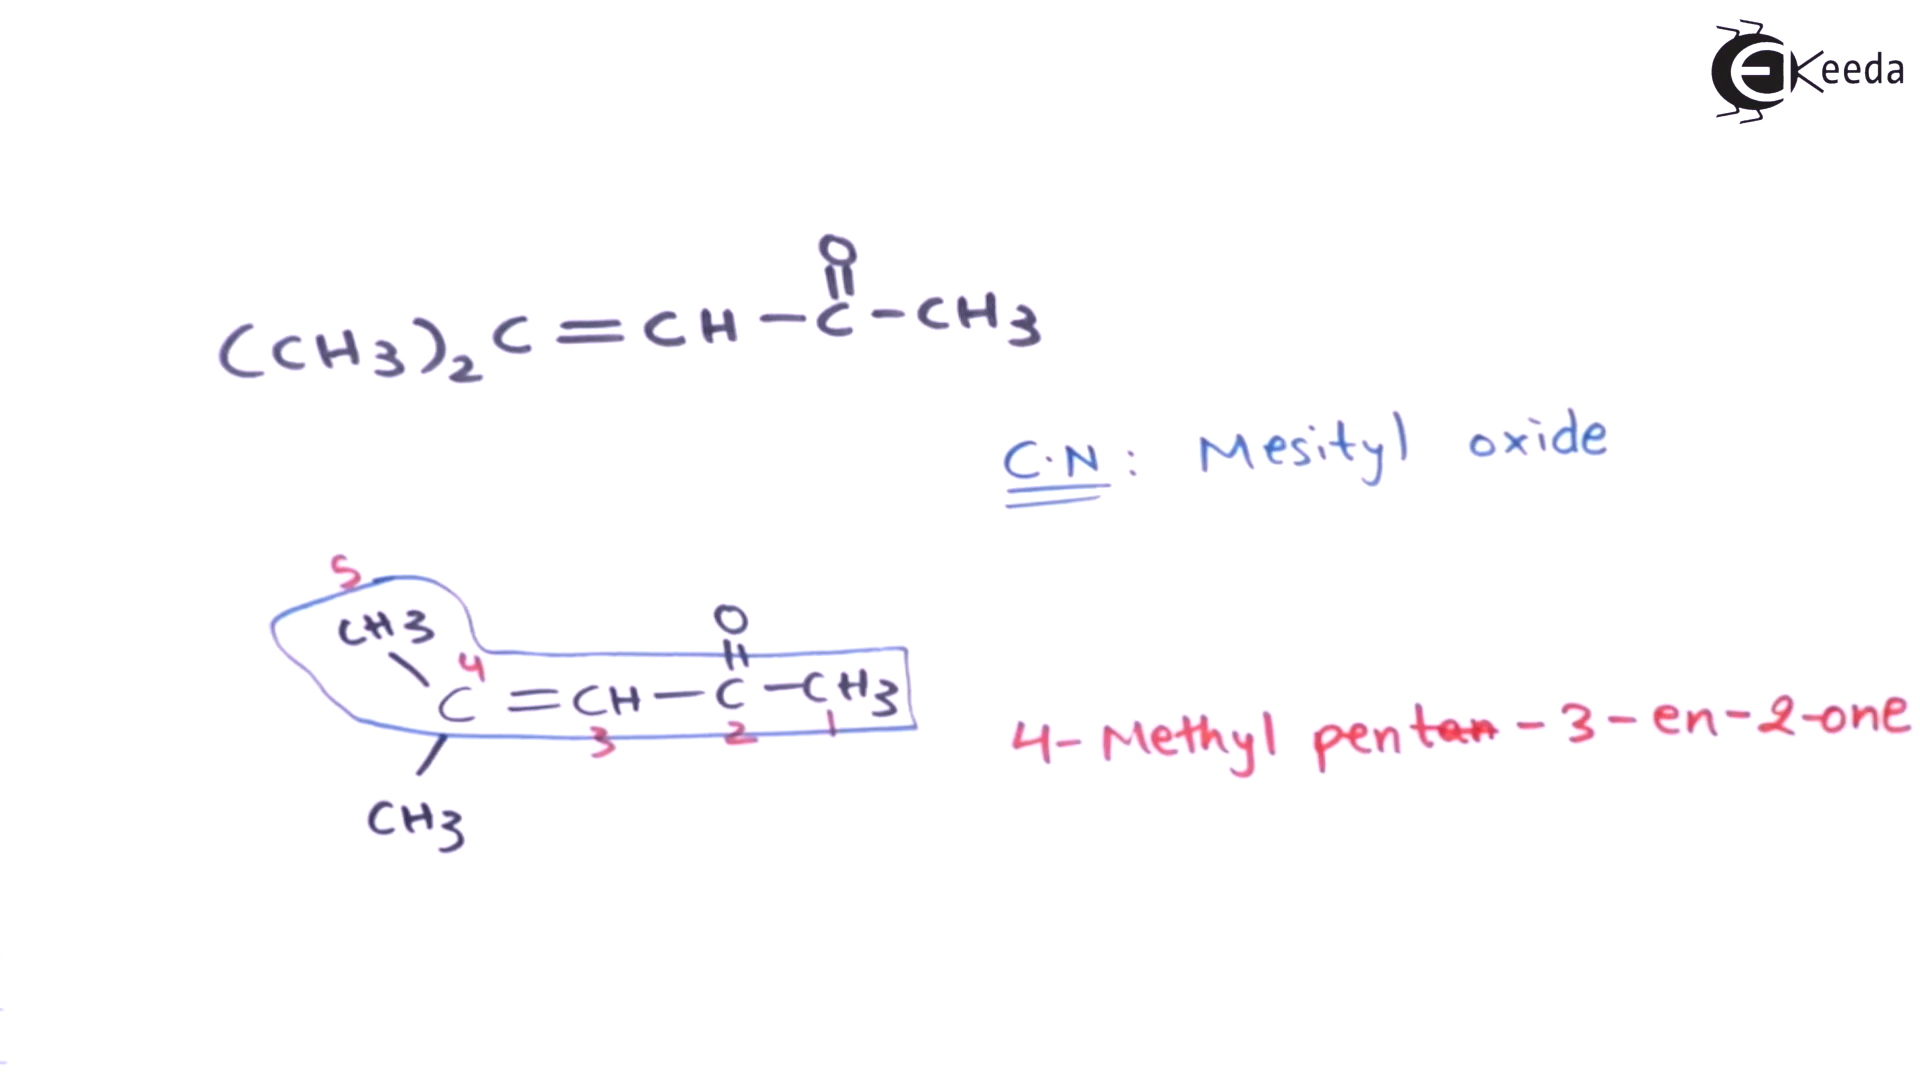 EKeeda
O
(CH3)2C=CH-C-CH3
C.N: Mesityl oxide
5
CH3 O
4
C=CH-C-CH3
3 2 1
4-Methyl pentan-3-en-2-one
CH3